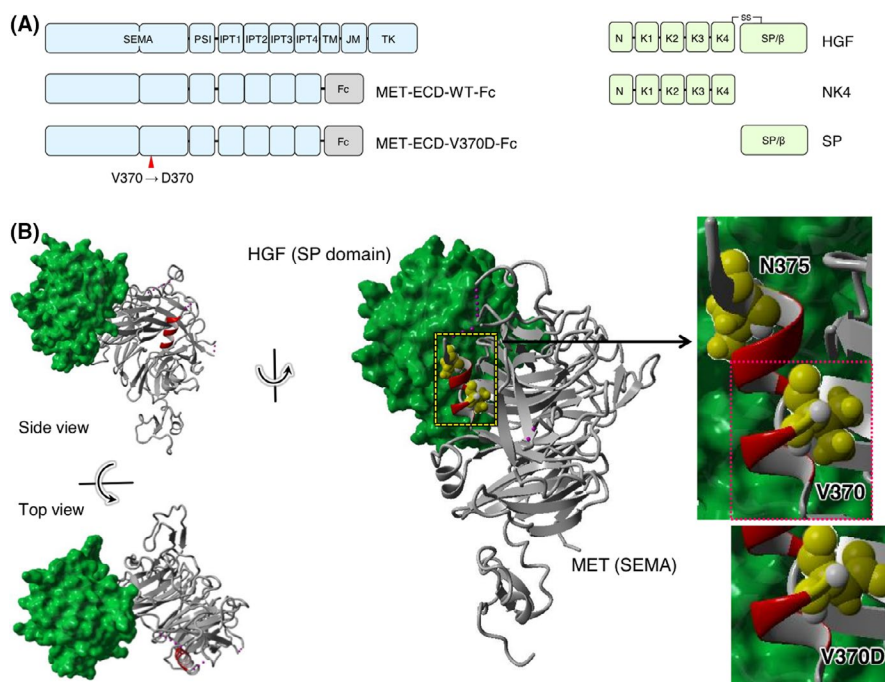 (A)
SEMA PSI IPT1 IPT2 IPT3 IPT4 TM JM TK
Fc MET-ECD-WT-Fc
Fc MET-ECD-V370D-Fc
V370 → D370
SS
N K1 K2 K3 K4 SP/β HGF
N K1 K2 K3 K4 NK4
SP/β SP
(B)
HGF (SP domain)
Side view
Top view
MET (SEMA)
N375
V370
V370D